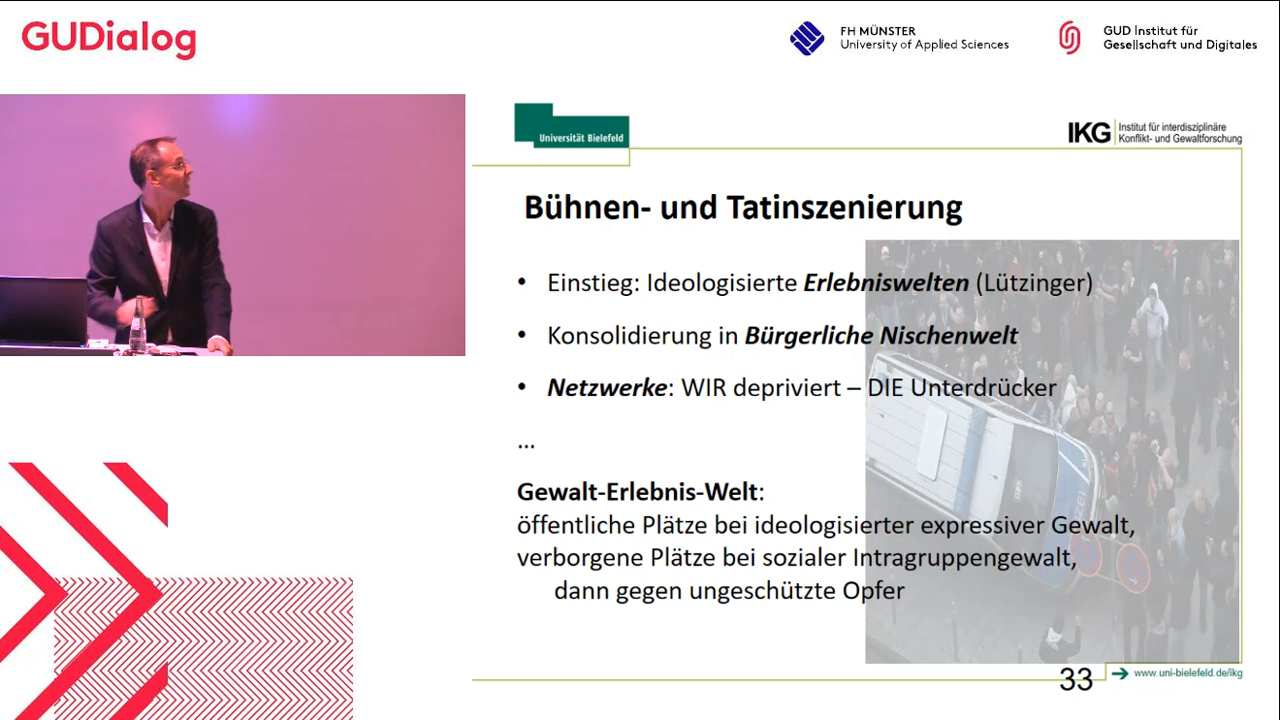 GUDialog
FH MÜNSTER
University of Applied Sciences
GUD Institut für
Gesellschaft und Digitales
Universität Bielefeld
IKG
Institut für interdisziplinäre
Konflikt- und Gewaltforschung
Bühnen- und Tatinszenierung
• Einstieg: Ideologisierte Erlebniswelten (Lützinger)
• Konsolidierung in Bürgerliche Nischenwelt
• Netzwerke: WIR depriviert – DIE Unterdrücker
...
Gewalt-Erlebnis-Welt:
öffentliche Plätze bei ideologisierter expressiver Gewalt,
verborgene Plätze bei sozialer Intragruppengewalt,
dann gegen ungeschützte Opfer
33
www.uni-bielefeld.de/ikg